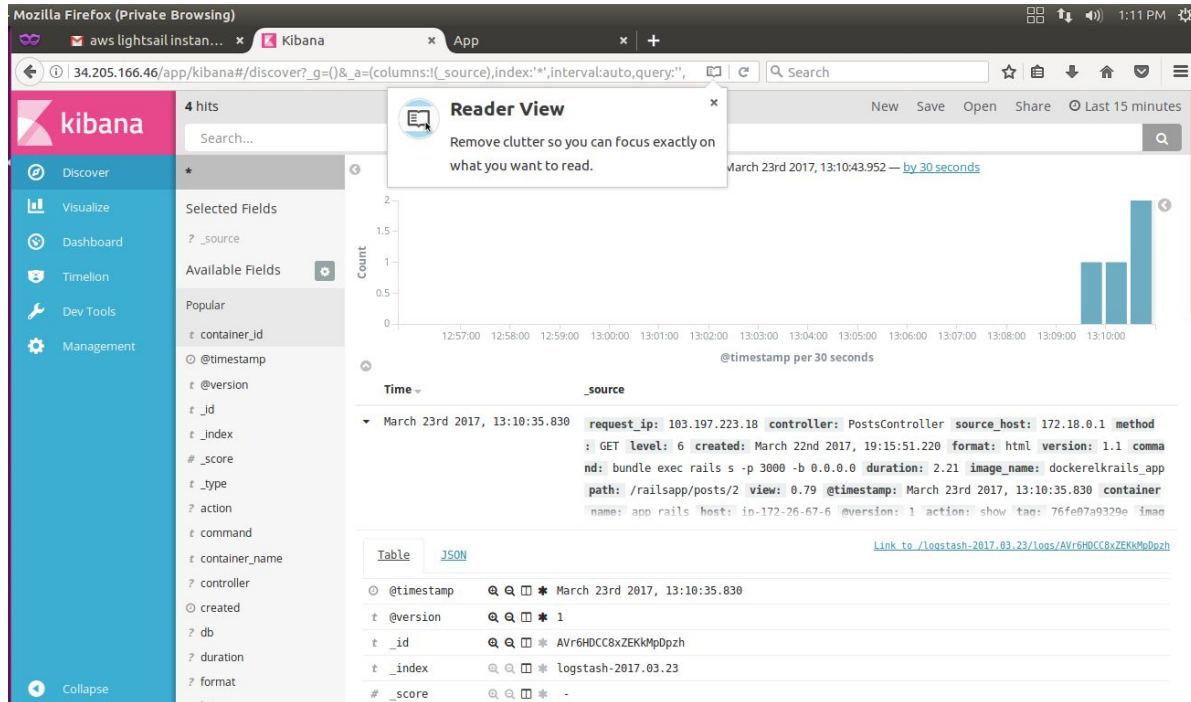 Mozilla Firefox (Private Browsing)
1:11 PM
aws lightsail instan... ×
Kibana ×
App ×
34.205.166.46/app/kibana#/discover?_g=()&_a=(columns:!(_source),index:'*',interval:auto,query:'',
Search
kibana
Discover
Visualize
Dashboard
Timelion
Dev Tools
Management
Collapse
4 hits
New Save Open Share Last 15 minutes
Search...
Reader View ×
Remove clutter so you can focus exactly on
what you want to read.
*
Selected Fields
? _source
Available Fields
Popular
t container_id
@timestamp
t @version
t _id
t _index
# _score
t _type
? action
t command
t container_name
? controller
created
? db
? duration
? format
March 23rd 2017, 13:10:43.952 — by 30 seconds
Count
2
1.5
1
0.5
0
12:57:00 12:58:00 12:59:00 13:00:00 13:01:00 13:02:00 13:03:00 13:04:00 13:05:00 13:06:00 13:07:00 13:08:00 13:09:00 13:10:00
@timestamp per 30 seconds
Time _source
March 23rd 2017, 13:10:35.830
request_ip: 103.197.223.18 controller: PostsController source_host: 172.18.0.1 method
: GET level: 6 created: March 22nd 2017, 19:15:51.220 format: html version: 1.1 comma
nd: bundle exec rails s -p 3000 -b 0.0.0.0 duration: 2.21 image_name: dockerelkrails_app
path: /railsapp/posts/2 view: 0.79 @timestamp: March 23rd 2017, 13:10:35.830 container
name: app_rails host: ip-172-26-67-6 @version: 1 action: show tag: 76fe07a9329e imag
Table JSON
Link to /logstash-2017.03.23/logs/AVr6HDCC8xZEKkMpDpzh
@timestamp March 23rd 2017, 13:10:35.830
t @version 1
t _id AVr6HDCC8xZEKkMpDpzh
t _index logstash-2017.03.23
# _score -